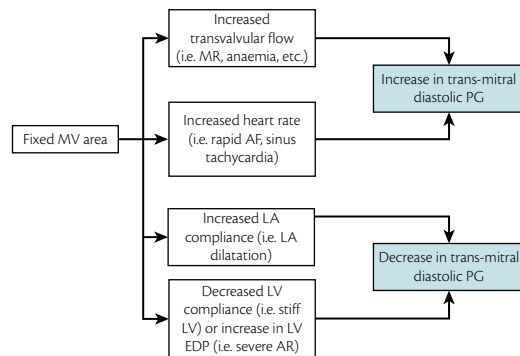 Increased
transvalvular flow
(i.e. MR, anaemia, etc.)
Increase in trans-mitral
diastolic PG
Fixed MV area
Increased heart rate
(i.e. rapid AF, sinus
tachycardia)
Increased LA
compliance (i.e. LA
dilatation)
Decrease in trans-mitral
diastolic PG
Decreased LV
compliance (i.e. stiff
LV) or increase in LV
EDP (i.e. severe AR)